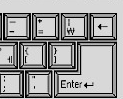 _ - + = | ₩ ←
ㅔ { [ } ]
: ; " ' Enter ↵